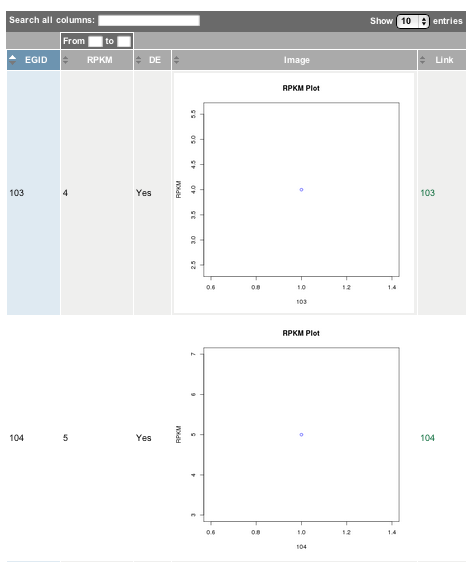 Search all columns: Show 10 entries
From to
EGID RPKM DE Image Link
RPKM Plot
5.5
5.0
4.5
4.0
3.5
3.0
2.5
RPKM
0.6 0.8 1.0 1.2 1.4
103
103 4 Yes 103
RPKM Plot
7
6
5
4
3
RPKM
0.6 0.8 1.0 1.2 1.4
104
104 5 Yes 104